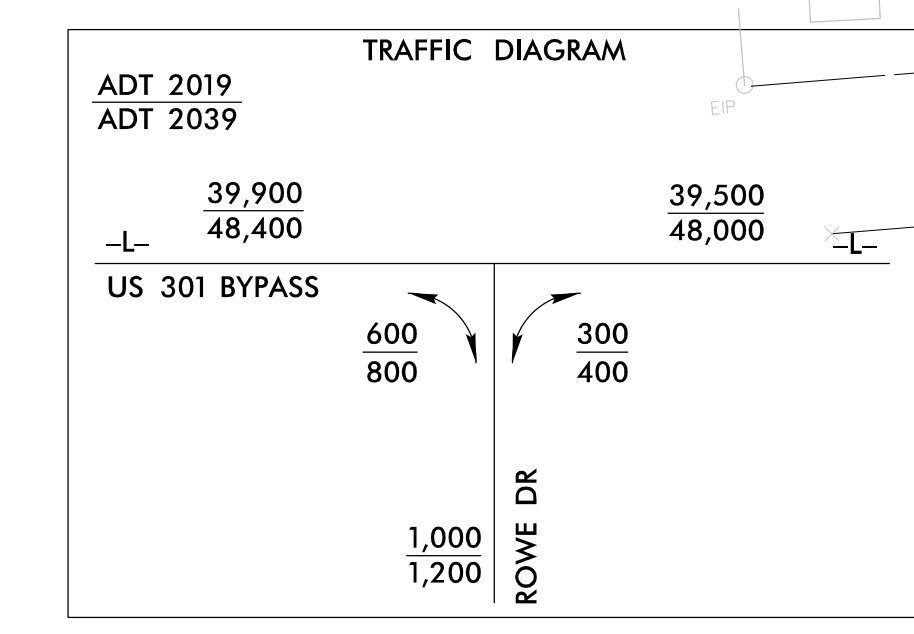 TRAFFIC DIAGRAM
ADT 2019
ADT 2039
EIP
39,900
48,400
39,500
48,000
–L–
–L–
US 301 BYPASS
600
800
300
400
ROWE DR
1,000
1,200